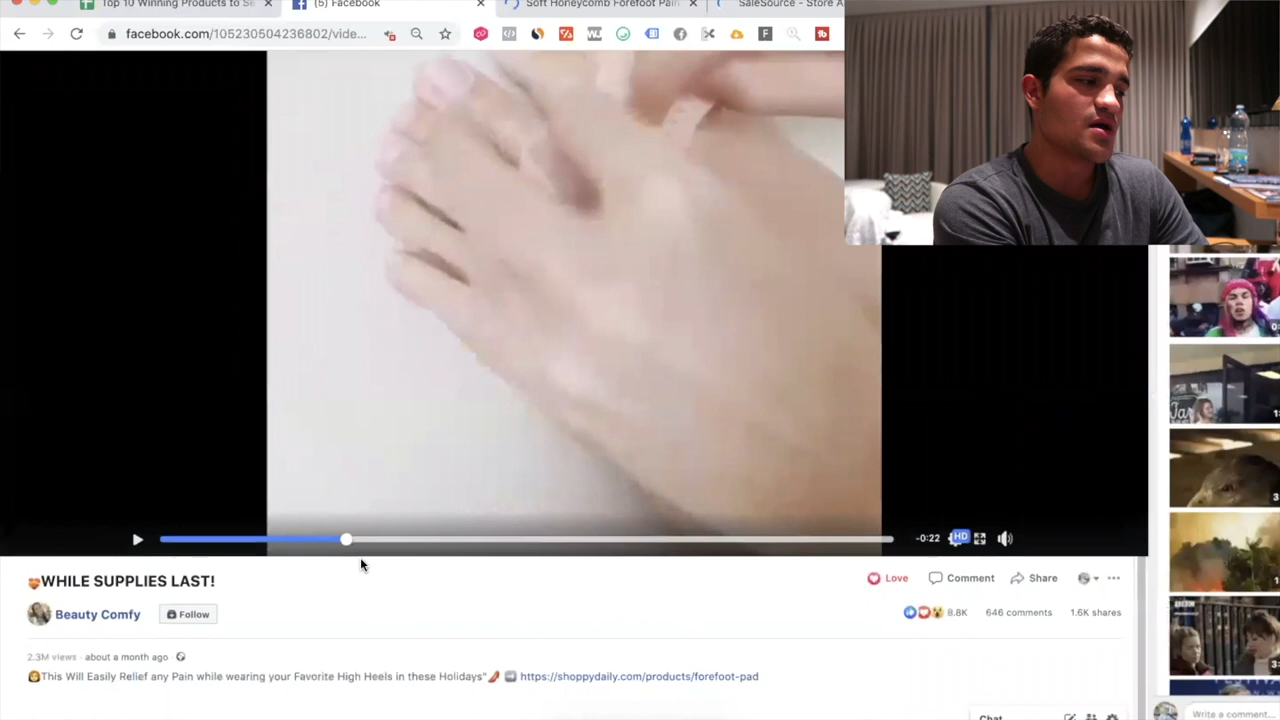 Top 10 Winning Products to Se
(5) Facebook
Soft Honeycomb Forefoot Pain
SaleSource - Store A
facebook.com/105230504236802/vide...
-0:22
HD
WHILE SUPPLIES LAST!
Love
Comment
Share
Beauty Comfy
Follow
8.8K
646 comments
1.6K shares
2.3M views · about a month ago
This Will Easily Relief any Pain while wearing your Favorite High Heels in these Holidays" https://shoppydaily.com/products/forefoot-pad
Chat
Write a comment...